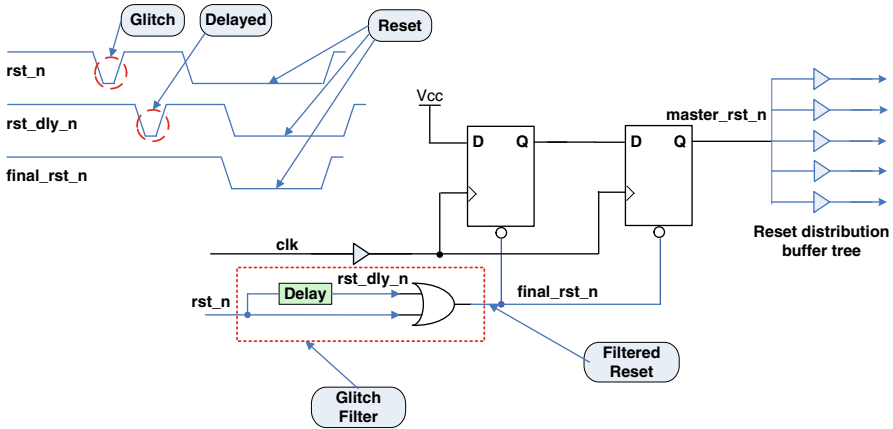 Glitch
Delayed
Reset
rst_n
rst_dly_n
final_rst_n
Vcc
D Q
D Q
master_rst_n
Reset distribution
buffer tree
clk
rst_dly_n
rst_n
Delay
final_rst_n
Filtered
Reset
Glitch
Filter